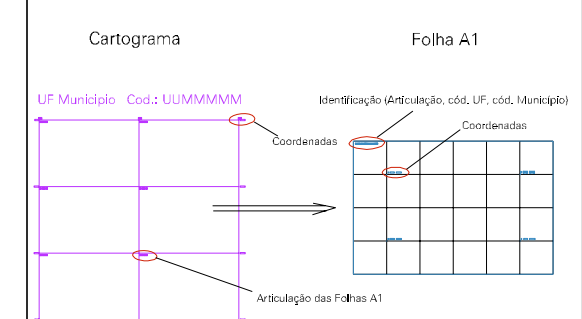 Cartograma
Folha A1
UF Municipio Cod.: UUMMMMM
Identificação (Articulação, cód. UF, cód. Município)
Coordenadas
Coordenadas
Articulação das Folhas A1